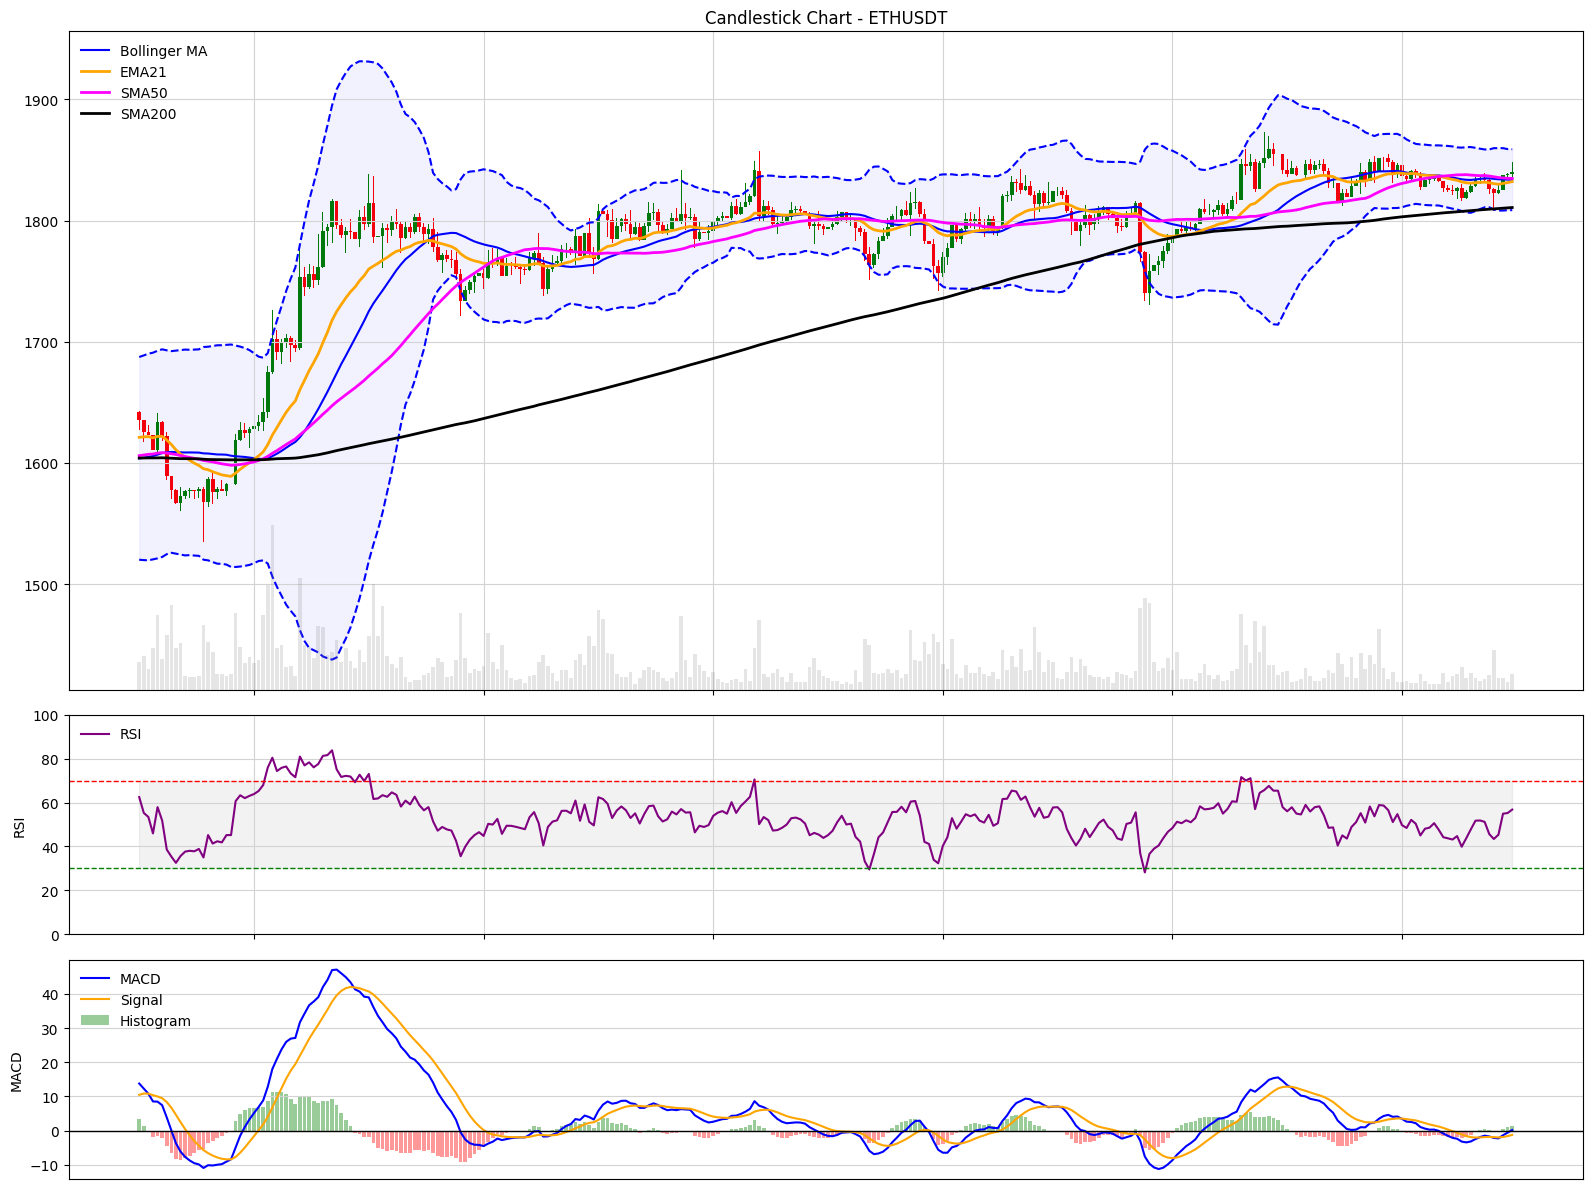 Candlestick Chart - ETHUSDT
Bollinger MA
EMA21
SMA50
SMA200
1900
1800
1700
1600
1500
RSI
100
80
60
40
20
0
RSI
MACD
Signal
Histogram
40
30
20
10
0
−10
MACD